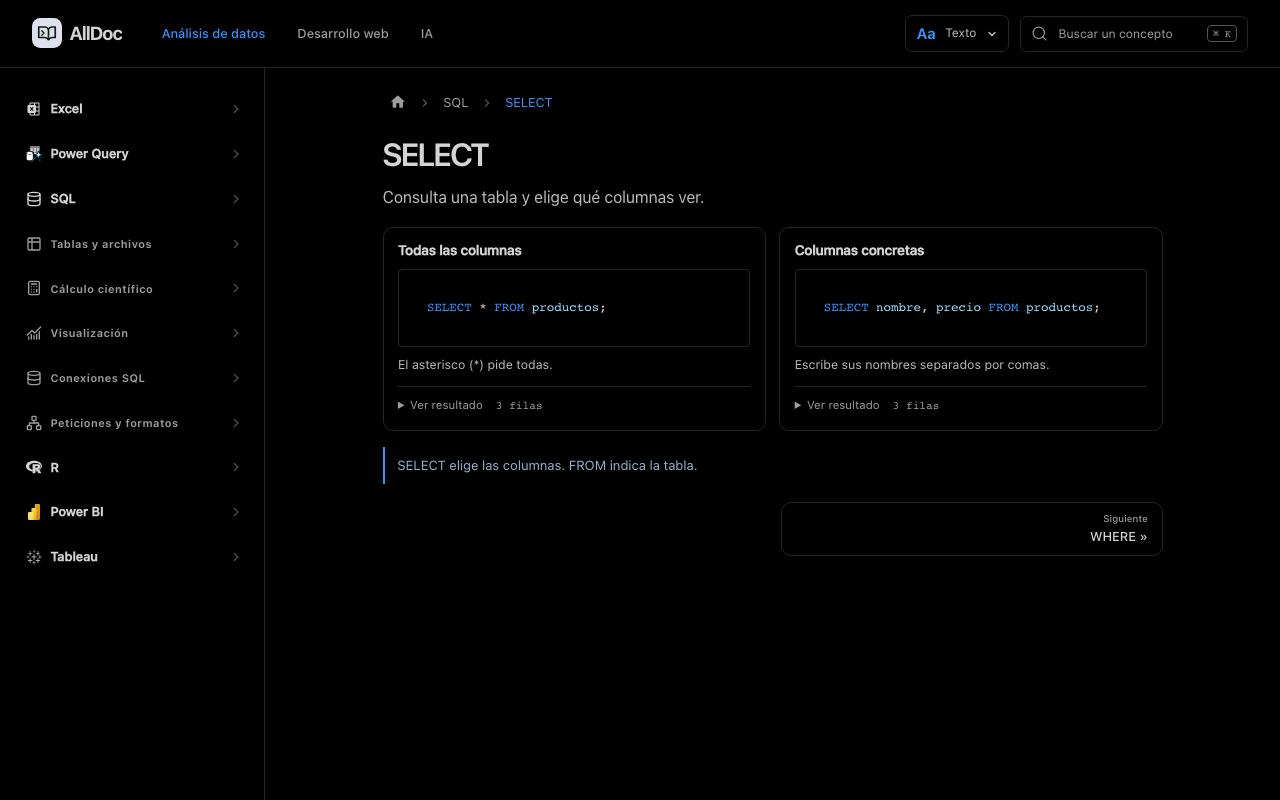 AllDoc
Análisis de datos
Desarrollo web
IA
Aa Texto
Buscar un concepto
⌘ K
Excel
Power Query
SQL
Tablas y archivos
Cálculo científico
Visualización
Conexiones SQL
Peticiones y formatos
R
Power BI
Tableau
SQL
SELECT
SELECT
Consulta una tabla y elige qué columnas ver.
Todas las columnas
SELECT * FROM productos;
El asterisco (*) pide todas.
Ver resultado 3 filas
Columnas concretas
SELECT nombre, precio FROM productos;
Escribe sus nombres separados por comas.
Ver resultado 3 filas
SELECT elige las columnas. FROM indica la tabla.
Siguiente
WHERE »